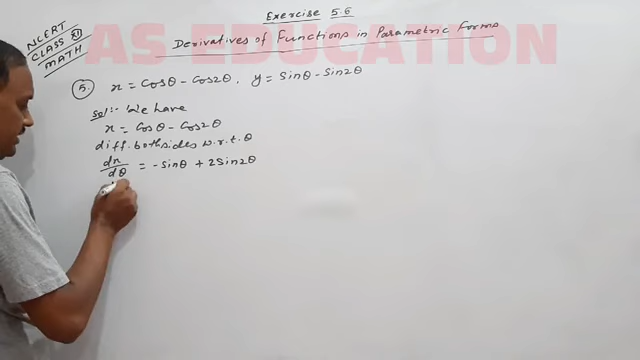 Exercise 5.6
Derivatives of Functions in Parametric Forms
NCERT
CLASS XII
MATH
AS EDUCATION
5. x = Cosθ - Cos2θ, y = Sinθ - Sin2θ
Sol:- We have
x = Cosθ - Cos2θ
diff. both sides w.r.t. θ
dx/dθ = -Sinθ + 2Sin2θ